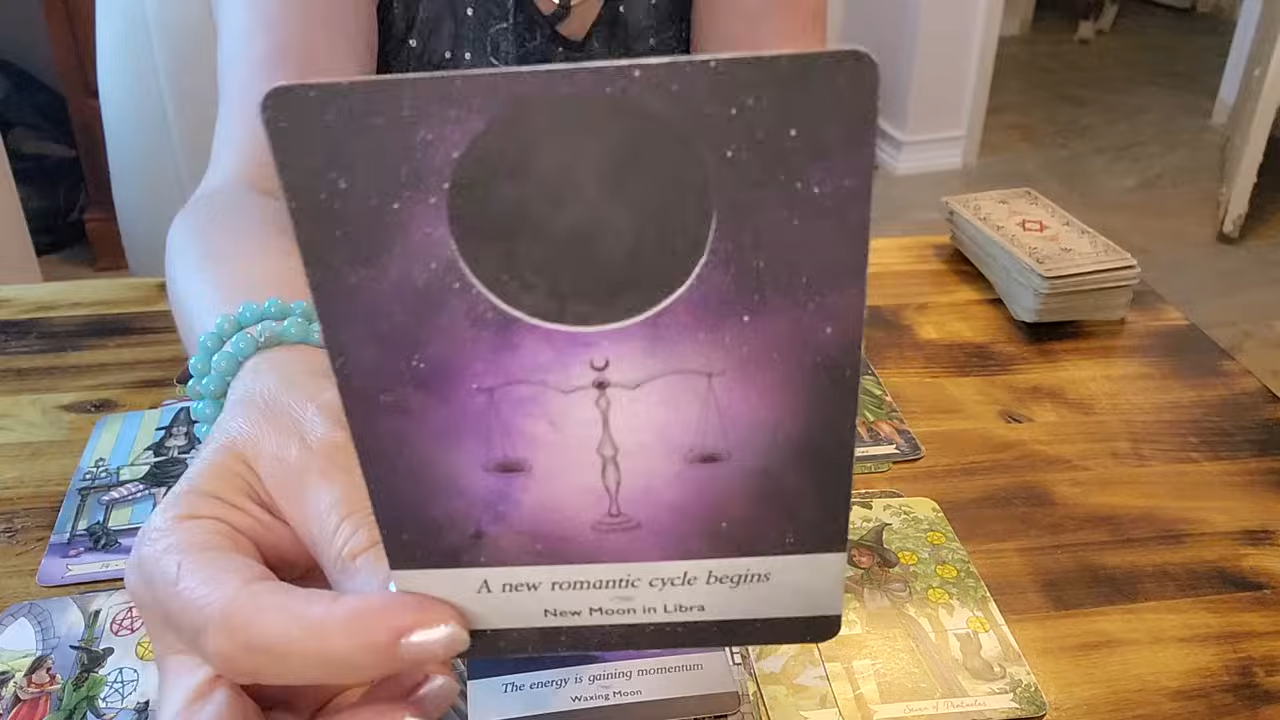 A new romantic cycle begins
New Moon in Libra
The energy is gaining momentum
Waxing Moon
Seven of Pentacles